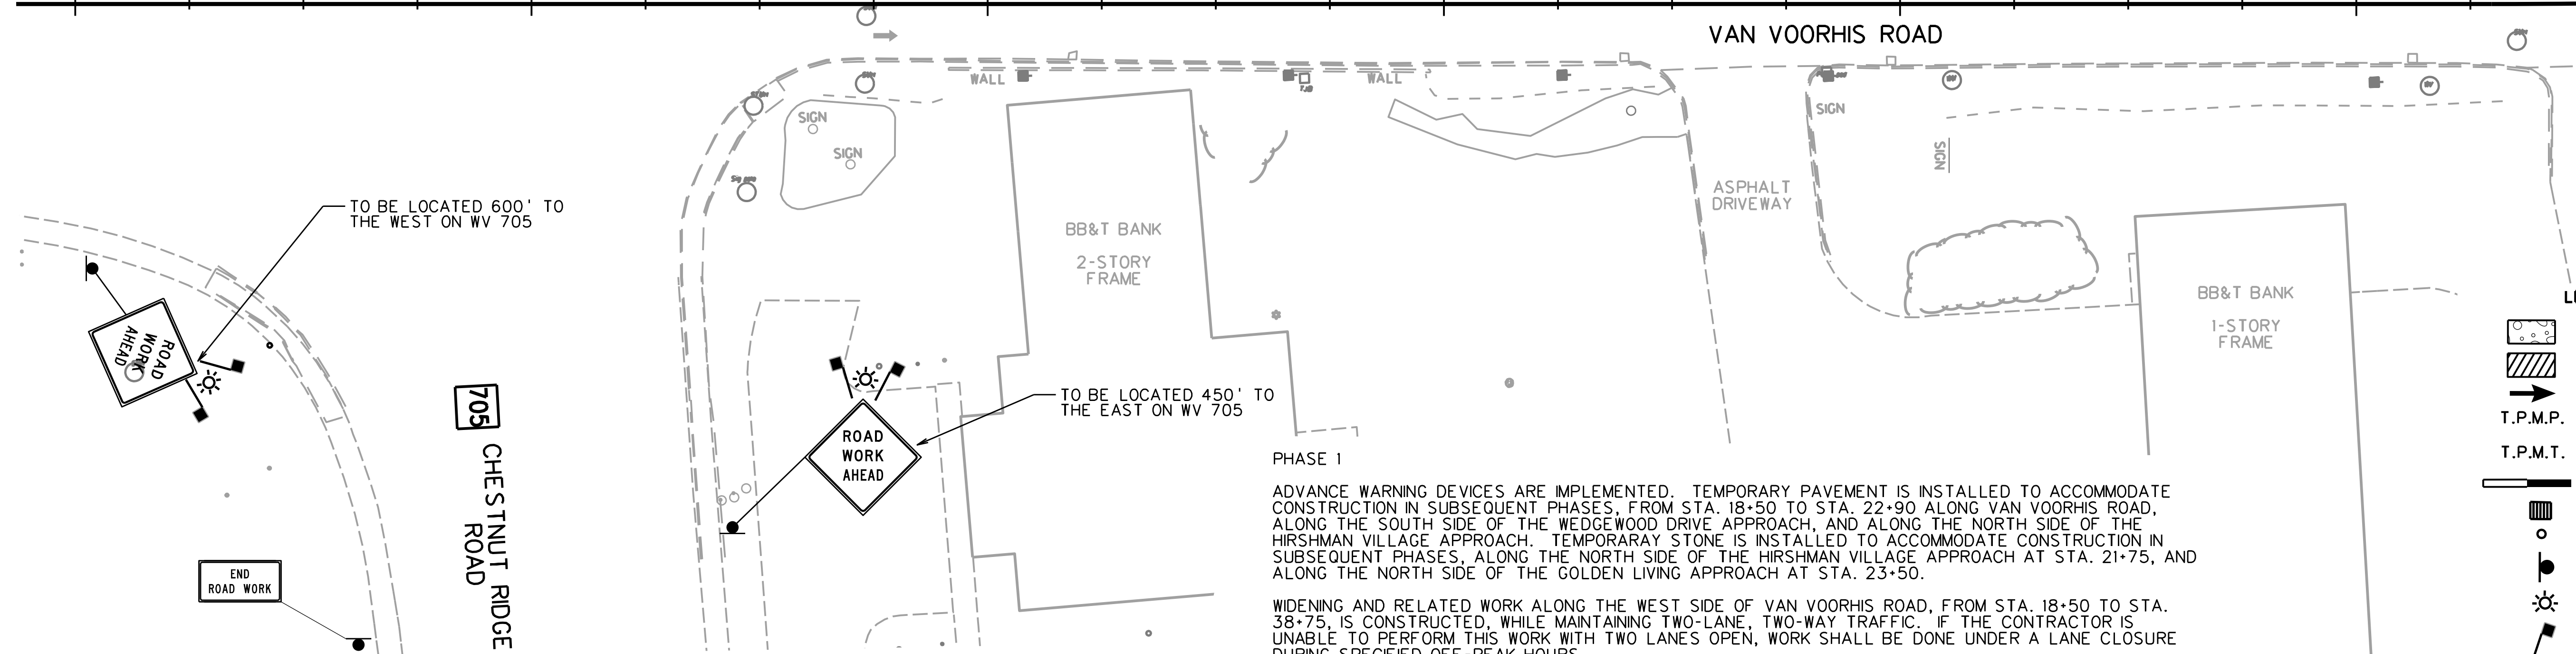 VAN VOORHIS ROAD
WALL
WALL
SIGN
SIGN
SIGN
SIGN
ASPHALT
DRIVEWAY
TO BE LOCATED 600' TO
THE WEST ON WV 705
BB&T BANK
2-STORY
FRAME
BB&T BANK
1-STORY
FRAME
ROAD
WORK
AHEAD
705
CHESTNUT RIDGE
ROAD
TO BE LOCATED 450' TO
THE EAST ON WV 705
ROAD
WORK
AHEAD
END
ROAD WORK
T.P.M.P.
T.P.M.T.
PHASE 1
ADVANCE WARNING DEVICES ARE IMPLEMENTED. TEMPORARY PAVEMENT IS INSTALLED TO ACCOMMODATE
CONSTRUCTION IN SUBSEQUENT PHASES, FROM STA. 18+50 TO STA. 22+90 ALONG VAN VOORHIS ROAD,
ALONG THE SOUTH SIDE OF THE WEDGEWOOD DRIVE APPROACH, AND ALONG THE NORTH SIDE OF THE
HIRSHMAN VILLAGE APPROACH. TEMPORARAY STONE IS INSTALLED TO ACCOMMODATE CONSTRUCTION IN
SUBSEQUENT PHASES, ALONG THE NORTH SIDE OF THE HIRSHMAN VILLAGE APPROACH AT STA. 21+75, AND
ALONG THE NORTH SIDE OF THE GOLDEN LIVING APPROACH AT STA. 23+50.
WIDENING AND RELATED WORK ALONG THE WEST SIDE OF VAN VOORHIS ROAD, FROM STA. 18+50 TO STA.
38+75, IS CONSTRUCTED, WHILE MAINTAINING TWO-LANE, TWO-WAY TRAFFIC. IF THE CONTRACTOR IS
UNABLE TO PERFORM THIS WORK WITH TWO LANES OPEN, WORK SHALL BE DONE UNDER A LANE CLOSURE
DURING SPECIFIED OFF-PEAK HOURS